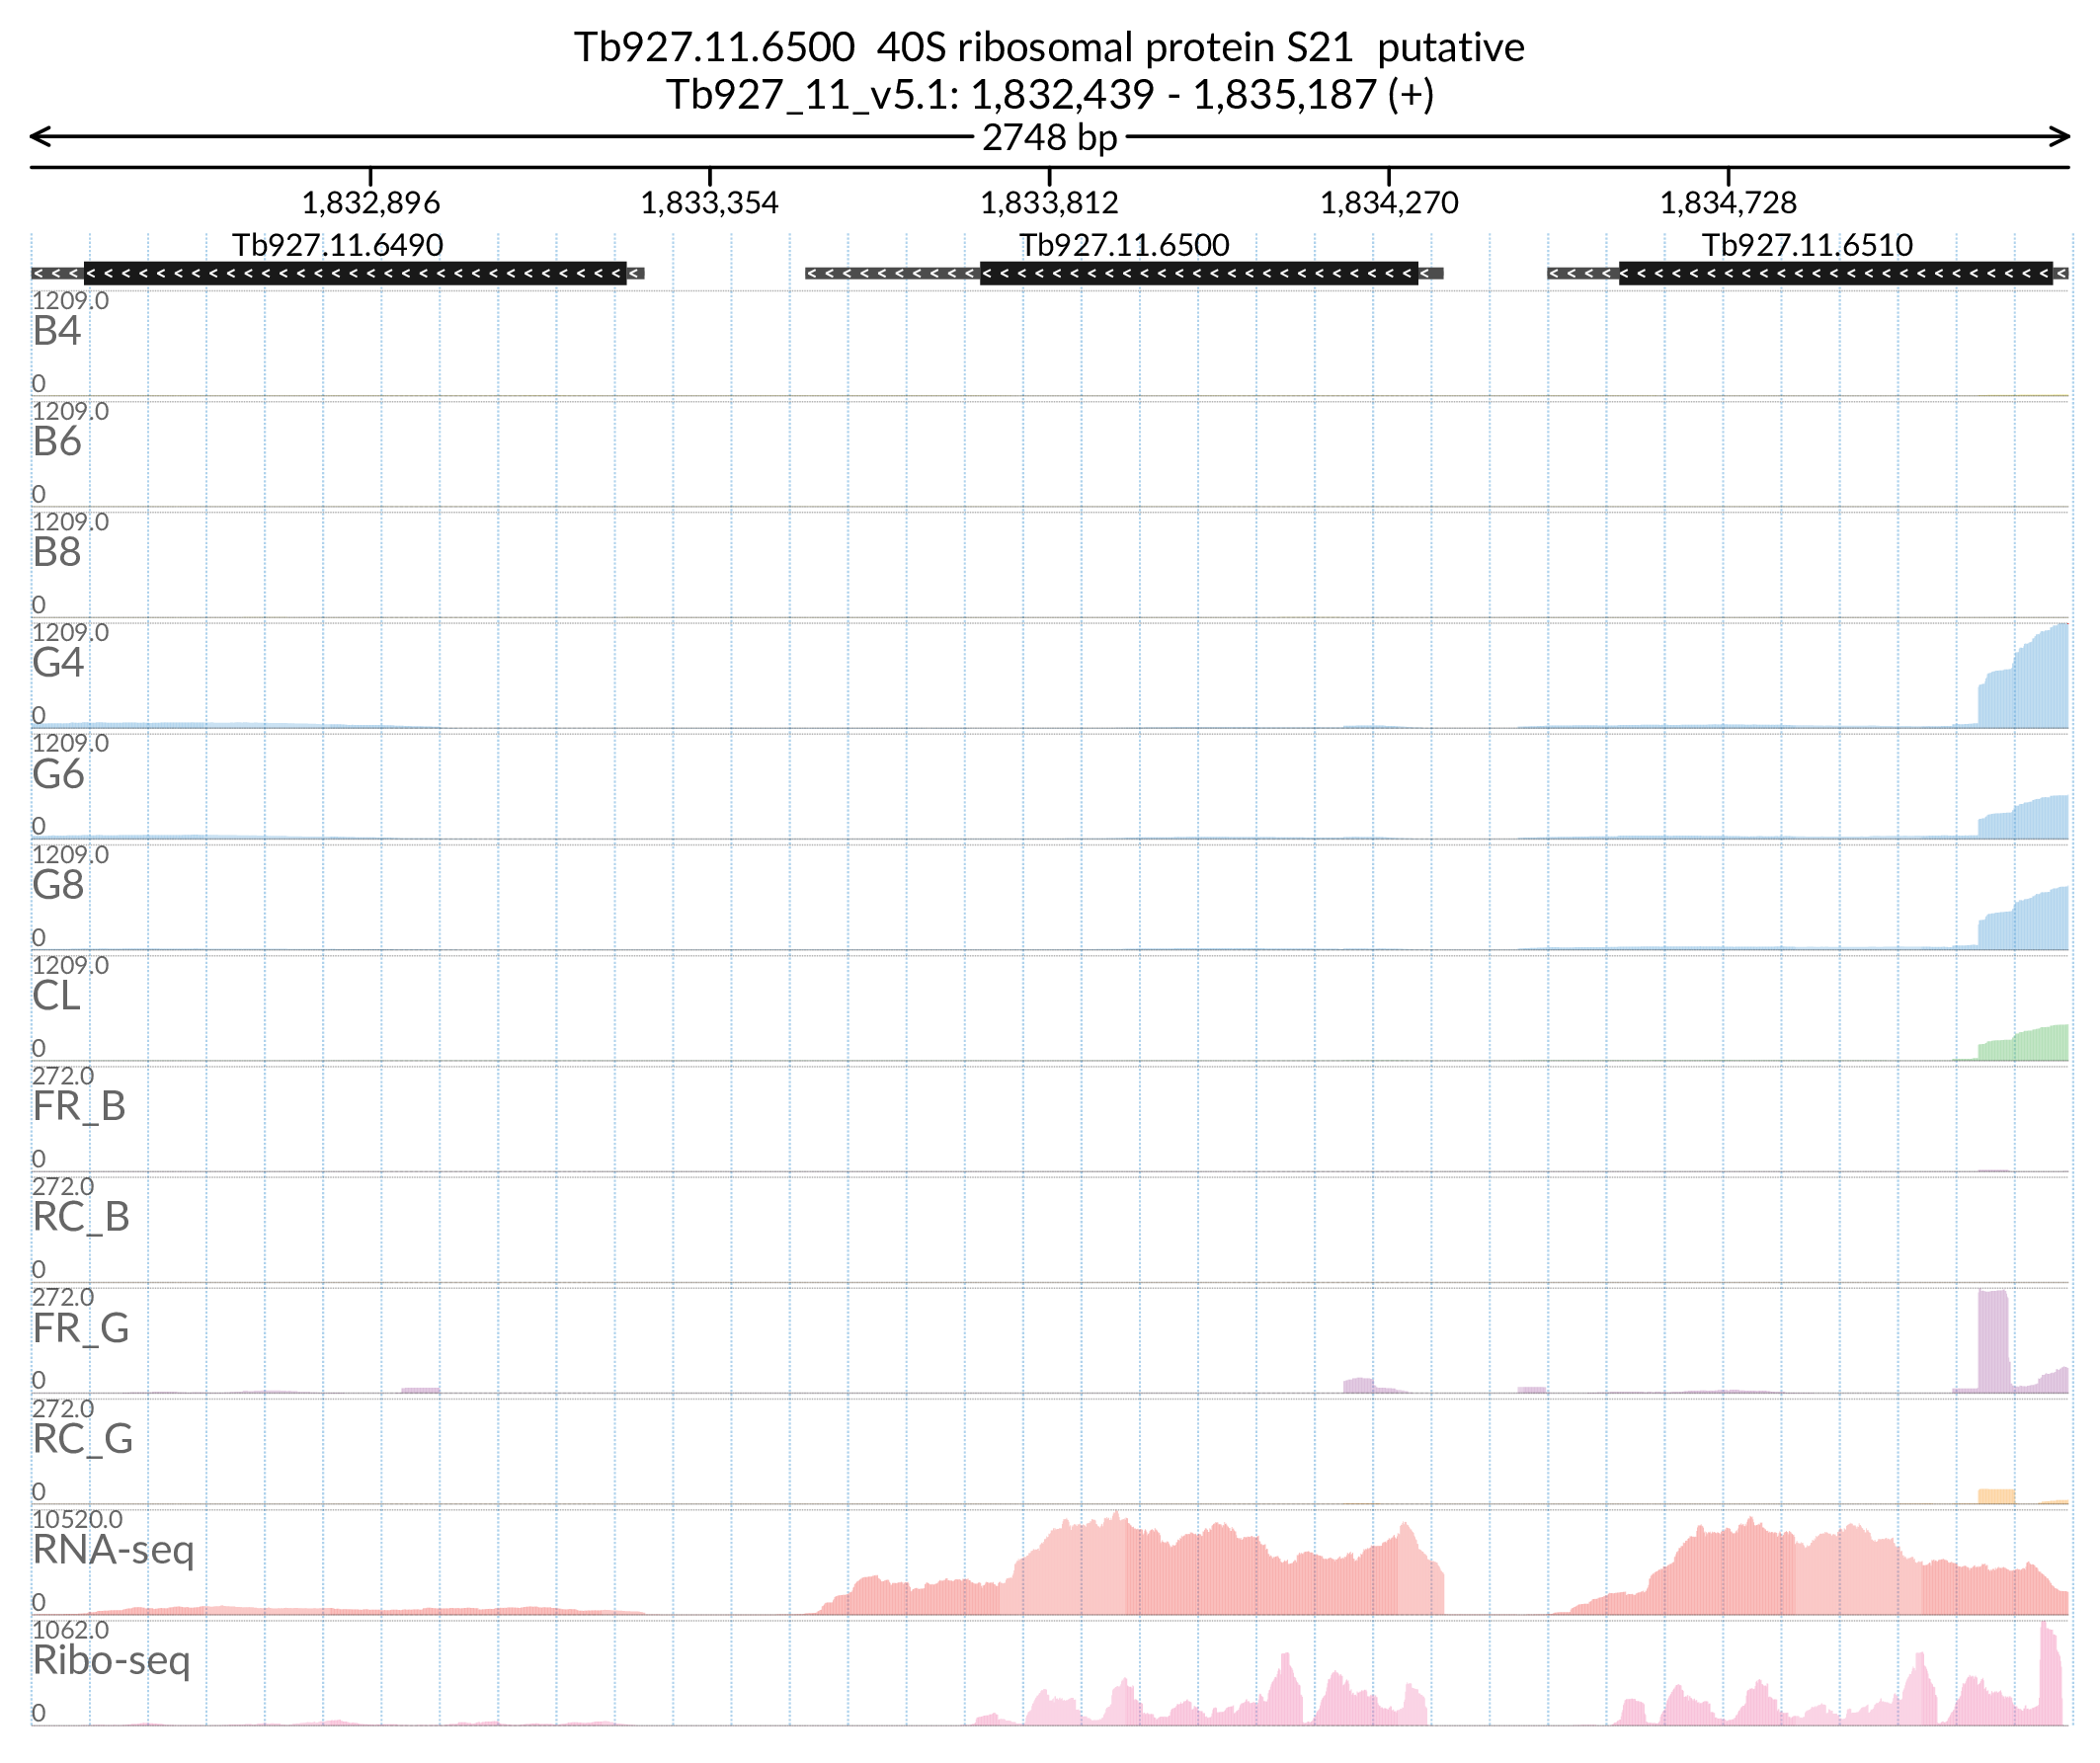 Tb927.11.6500  40S ribosomal protein S21  putative
Tb927_11_v5.1: 1,832,439 - 1,835,187 (+)
2748 bp
1,832,896 1,833,354 1,833,812 1,834,270 1,834,728
Tb927.11.6490 Tb927.11.6500 Tb927.11.6510
1209.0
B4
0
1209.0
B6
0
1209.0
B8
0
1209.0
G4
0
1209.0
G6
0
1209.0
G8
0
1209.0
CL
0
272.0
FR_B
0
272.0
RC_B
0
272.0
FR_G
0
272.0
RC_G
0
10520.0
RNA-seq
0
1062.0
Ribo-seq
0